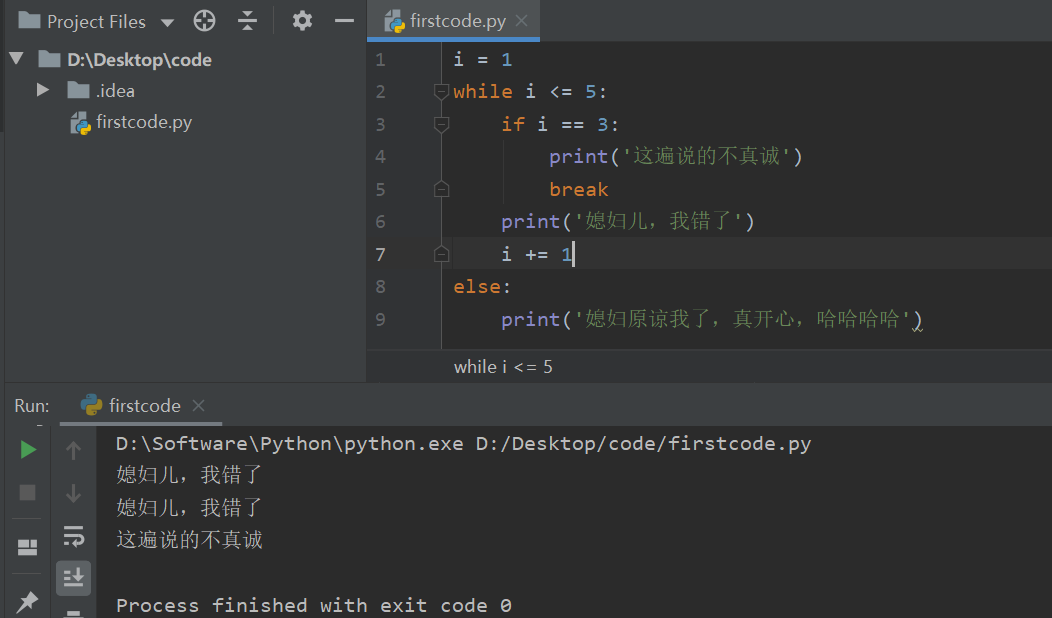 Project Files
firstcode.py
D:\Desktop\code
.idea
firstcode.py
1 i = 1
2 while i <= 5:
3     if i == 3:
4         print('这遍说的不真诚')
5         break
6     print('媳妇儿，我错了')
7     i += 1
8 else:
9     print('媳妇原谅我了，真开心，哈哈哈哈')
while i <= 5
Run:
firstcode
D:\Software\Python\python.exe D:/Desktop/code/firstcode.py
媳妇儿，我错了
媳妇儿，我错了
这遍说的不真诚
Process finished with exit code 0